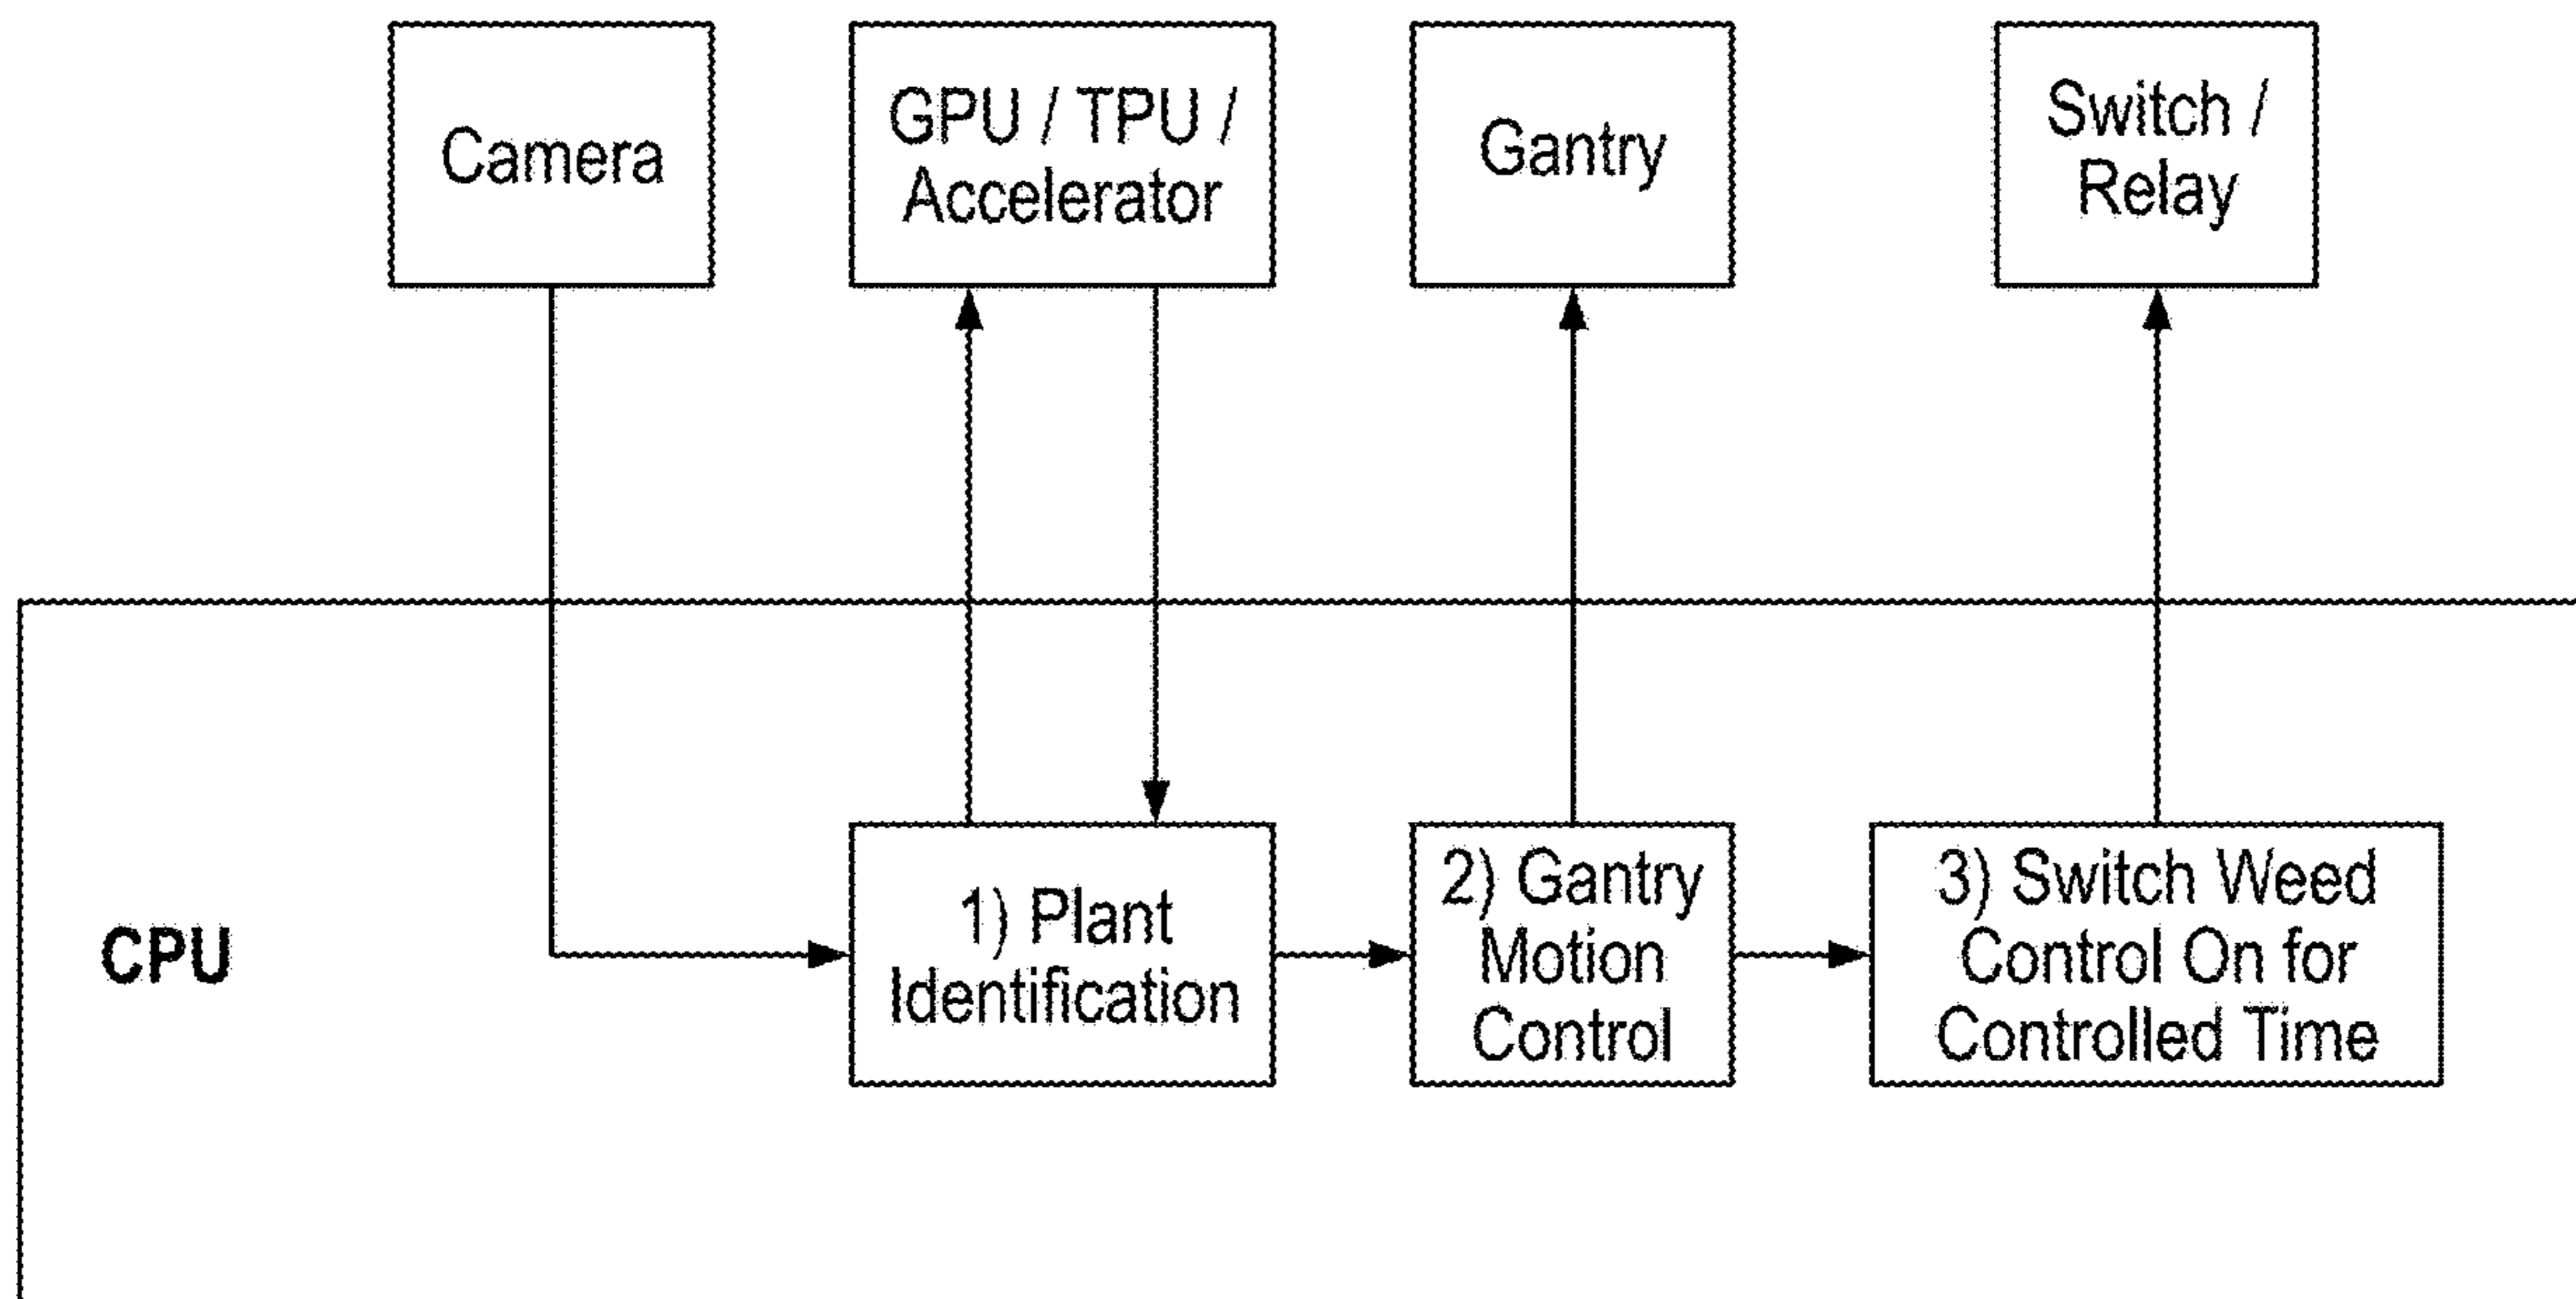 Camera
GPU / TPU /
Accelerator
Gantry
Switch /
Relay
CPU
1) Plant
Identification
2) Gantry
Motion
Control
3) Switch Weed
Control On for
Controlled Time